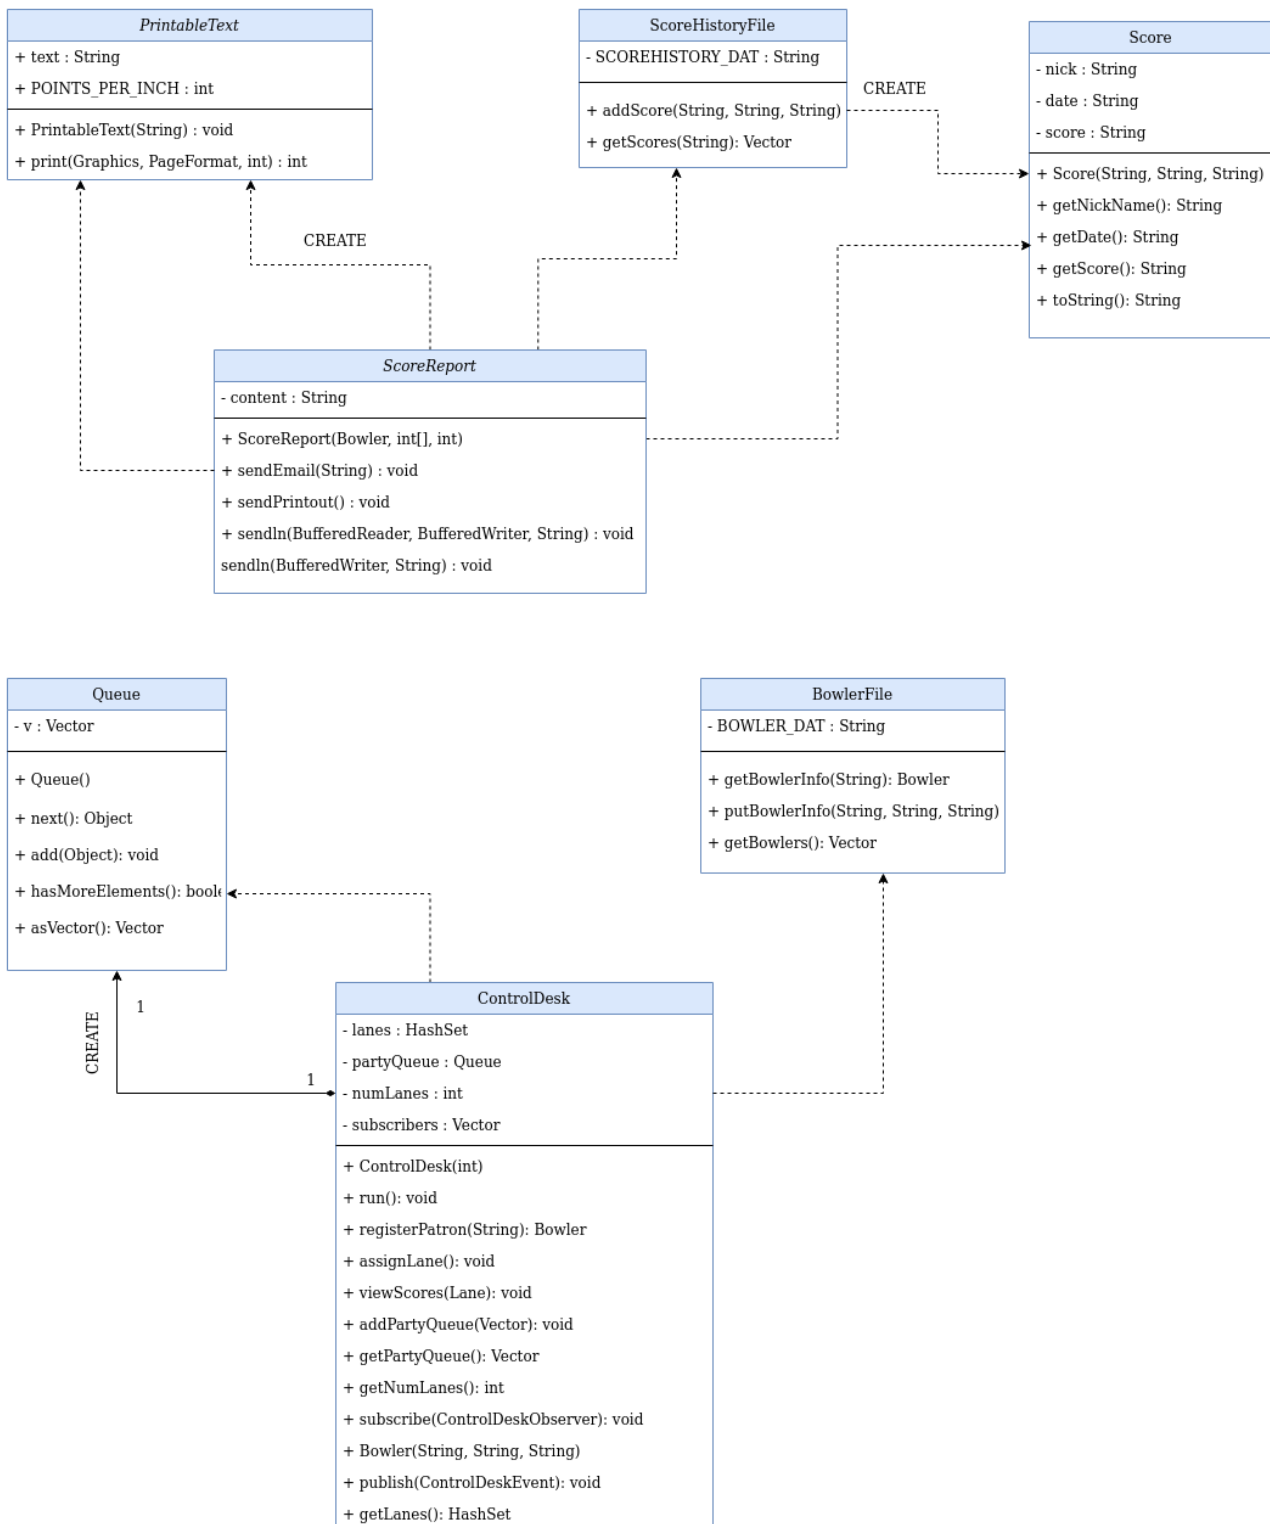 PrintableText
+ text : String
+ POINTS_PER_INCH : int
+ PrintableText(String) : void
+ print(Graphics, PageFormat, int) : int
ScoreHistoryFile
- SCOREHISTORY_DAT : String
+ addScore(String, String, String)
+ getScores(String): Vector
CREATE
Score
- nick : String
- date : String
- score : String
+ Score(String, String, String)
+ getNickName(): String
+ getDate(): String
+ getScore(): String
+ toString(): String
CREATE
ScoreReport
- content : String
+ ScoreReport(Bowler, int[], int)
+ sendEmail(String) : void
+ sendPrintout() : void
+ sendln(BufferedReader, BufferedWriter, String) : void
sendln(BufferedWriter, String) : void
Queue
- v : Vector
+ Queue()
+ next(): Object
+ add(Object): void
+ hasMoreElements(): boole
+ asVector(): Vector
BowlerFile
- BOWLER_DAT : String
+ getBowlerInfo(String): Bowler
+ putBowlerInfo(String, String, String)
+ getBowlers(): Vector
1
CREATE
1
ControlDesk
- lanes : HashSet
- partyQueue : Queue
- numLanes : int
- subscribers : Vector
+ ControlDesk(int)
+ run(): void
+ registerPatron(String): Bowler
+ assignLane(): void
+ viewScores(Lane): void
+ addPartyQueue(Vector): void
+ getPartyQueue(): Vector
+ getNumLanes(): int
+ subscribe(ControlDeskObserver): void
+ Bowler(String, String, String)
+ publish(ControlDeskEvent): void
+ getLanes(): HashSet